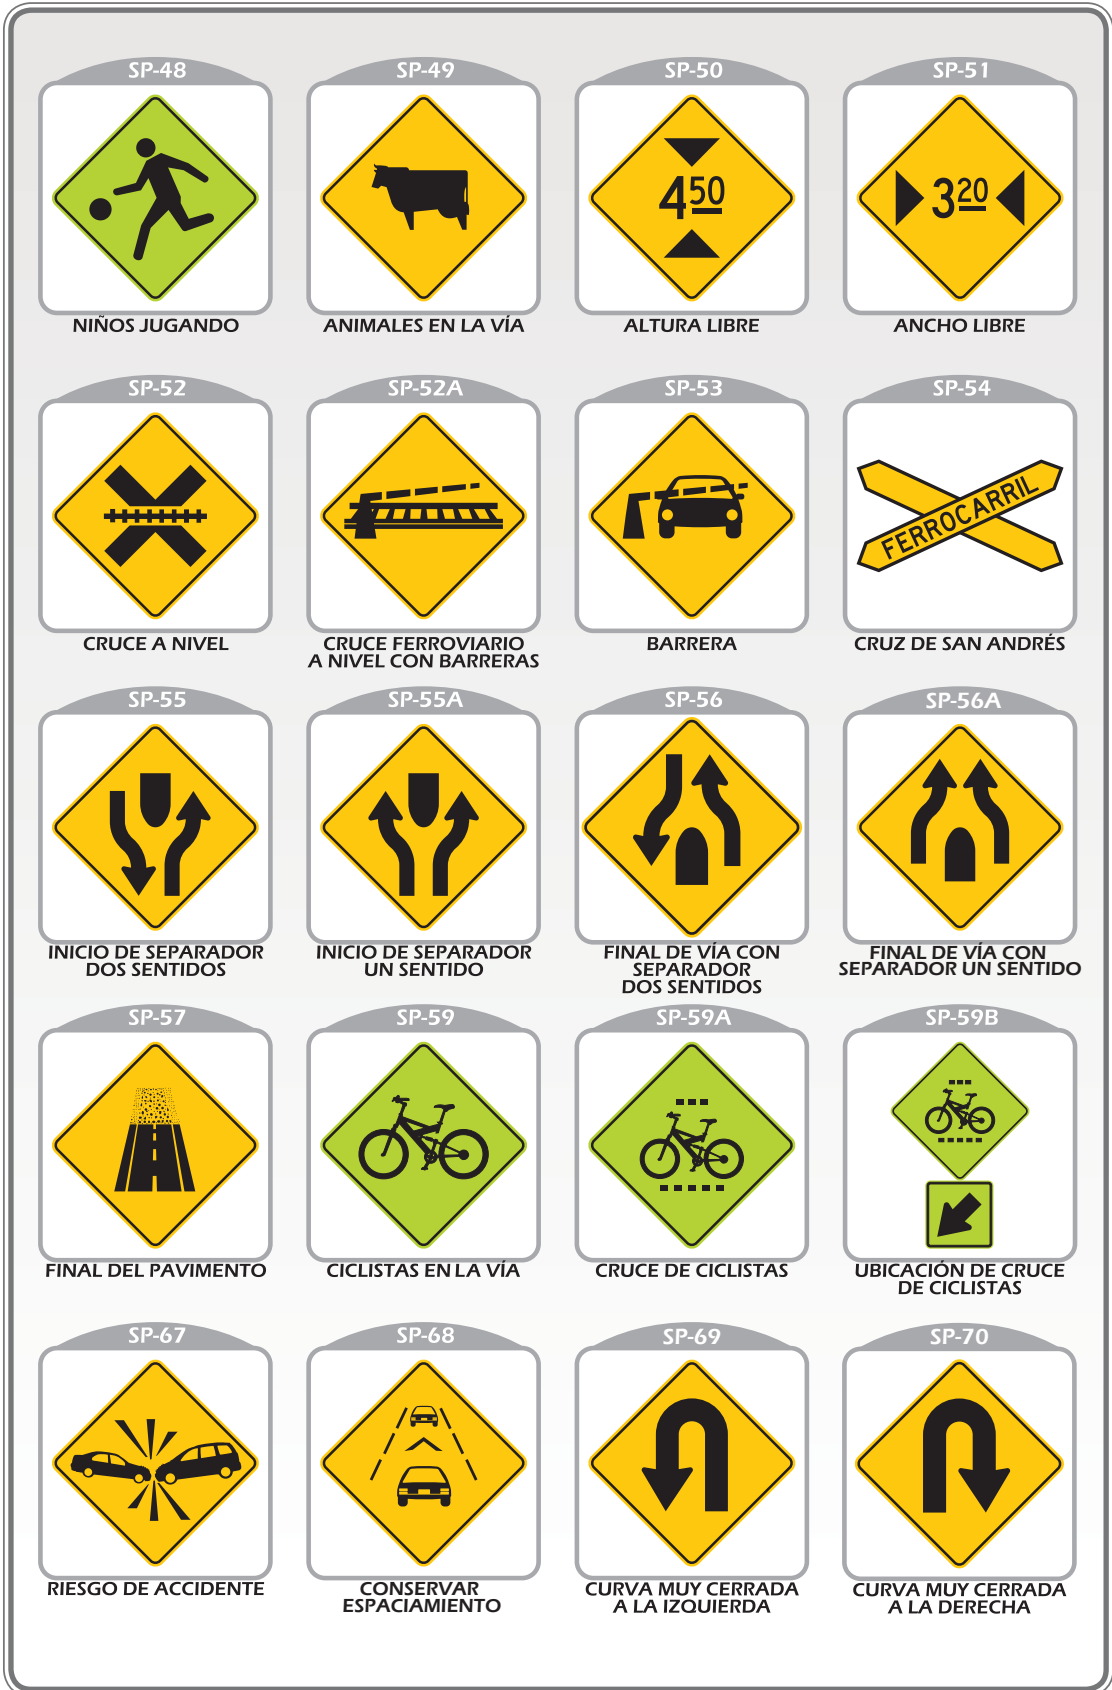 SP-48 SP-49 SP-50 SP-51
4 50
3 20
NIÑOS JUGANDO ANIMALES EN LA VÍA ALTURA LIBRE ANCHO LIBRE
SP-52 SP-52A SP-53 SP-54
FERROCARRIL
CRUCE A NIVEL CRUCE FERROVIARIO BARRERA CRUZ DE SAN ANDRÉS
A NIVEL CON BARRERAS
SP-55 SP-55A SP-56 SP-56A
INICIO DE SEPARADOR INICIO DE SEPARADOR FINAL DE VÍA CON FINAL DE VÍA CON
DOS SENTIDOS UN SENTIDO SEPARADOR SEPARADOR UN SENTIDO
DOS SENTIDOS
SP-57 SP-59 SP-59A SP-59B
FINAL DEL PAVIMENTO CICLISTAS EN LA VÍA CRUCE DE CICLISTAS UBICACIÓN DE CRUCE
DE CICLISTAS
SP-67 SP-68 SP-69 SP-70
RIESGO DE ACCIDENTE CONSERVAR CURVA MUY CERRADA CURVA MUY CERRADA
ESPACIAMIENTO A LA IZQUIERDA A LA DERECHA